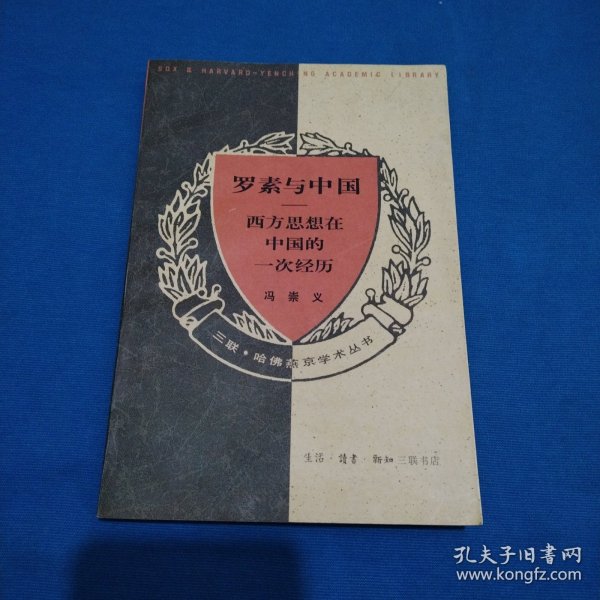 SDX & HARVARD-YENCHING ACADEMIC LIBRARY
罗素与中国
——
西方思想在
中国的
一次经历
冯崇义
三联·哈佛燕京学术丛书
生活·讀書·新知三联书店
孔夫子旧书网
www.kongfz.com